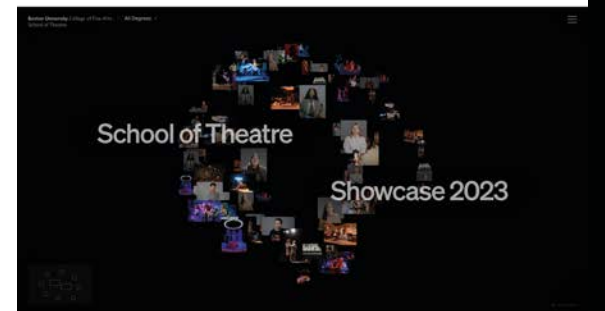 Boston University College of Fine Arts / All Degrees /
School of Theatre
School of Theatre
Showcase 2023